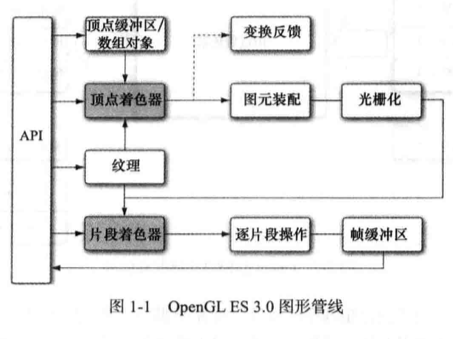 顶点缓冲区/
数组对象
变换反馈
顶点着色器
图元装配
光栅化
API
纹理
片段着色器
逐片段操作
帧缓冲区
图 1-1 OpenGL ES 3.0 图形管线